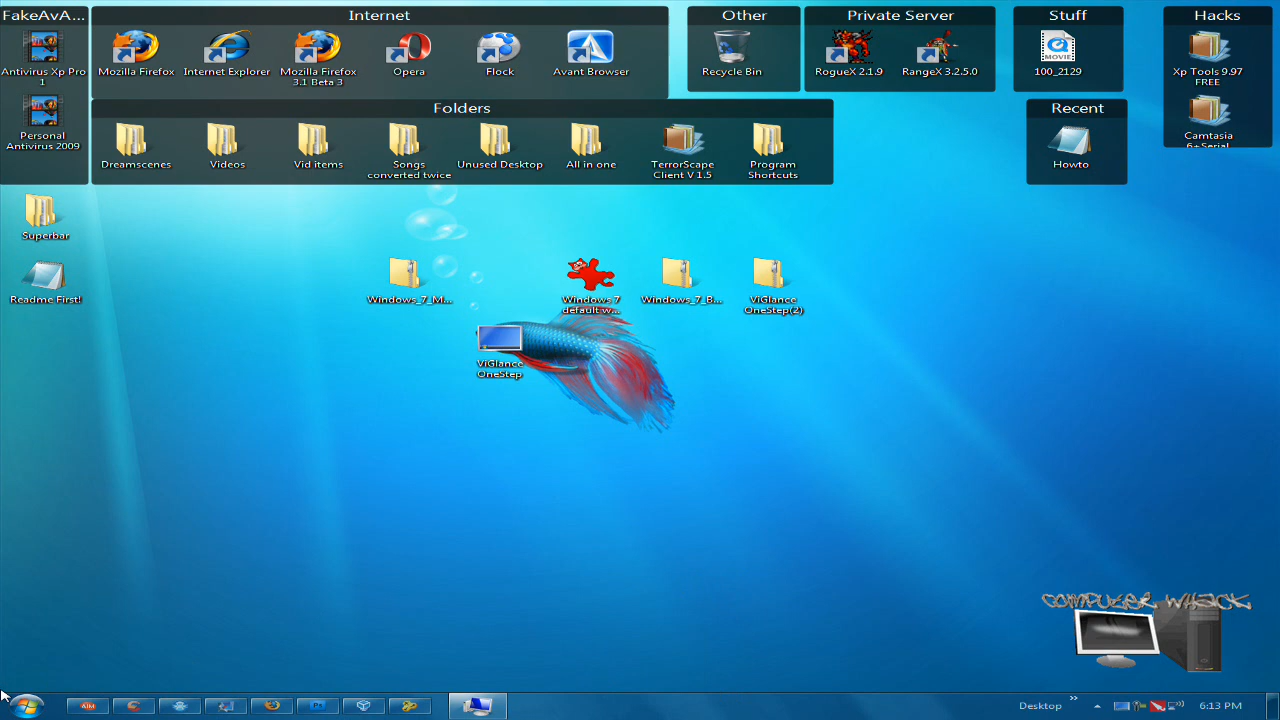 FakeAvA...
Antivirus Xp Pro
1
Personal
Antivirus 2009
Internet
Mozilla Firefox
Internet Explorer
Mozilla Firefox
3.1 Beta 3
Opera
Flock
Avant Browser
Other
Recycle Bin
Private Server
RogueX 2.1.9
RangeX 3.2.5.0
Stuff
MOVIE
100_2129
Hacks
Xp Tools 9.97
FREE
Camtasia
6+Serial
Folders
Dreamscenes
Videos
Vid items
Songs
converted twice
Unused Desktop
All in one
TerrorScape
Client V 1.5
Program
Shortcuts
Recent
Howto
Superbar
Readme First!
Windows_7_M...
Windows 7
default w...
Windows_7_B...
ViGlance
OneStep(2)
ViGlance
OneStep
COMPUTER WHACK
AIM
Ps
Desktop
6:13 PM